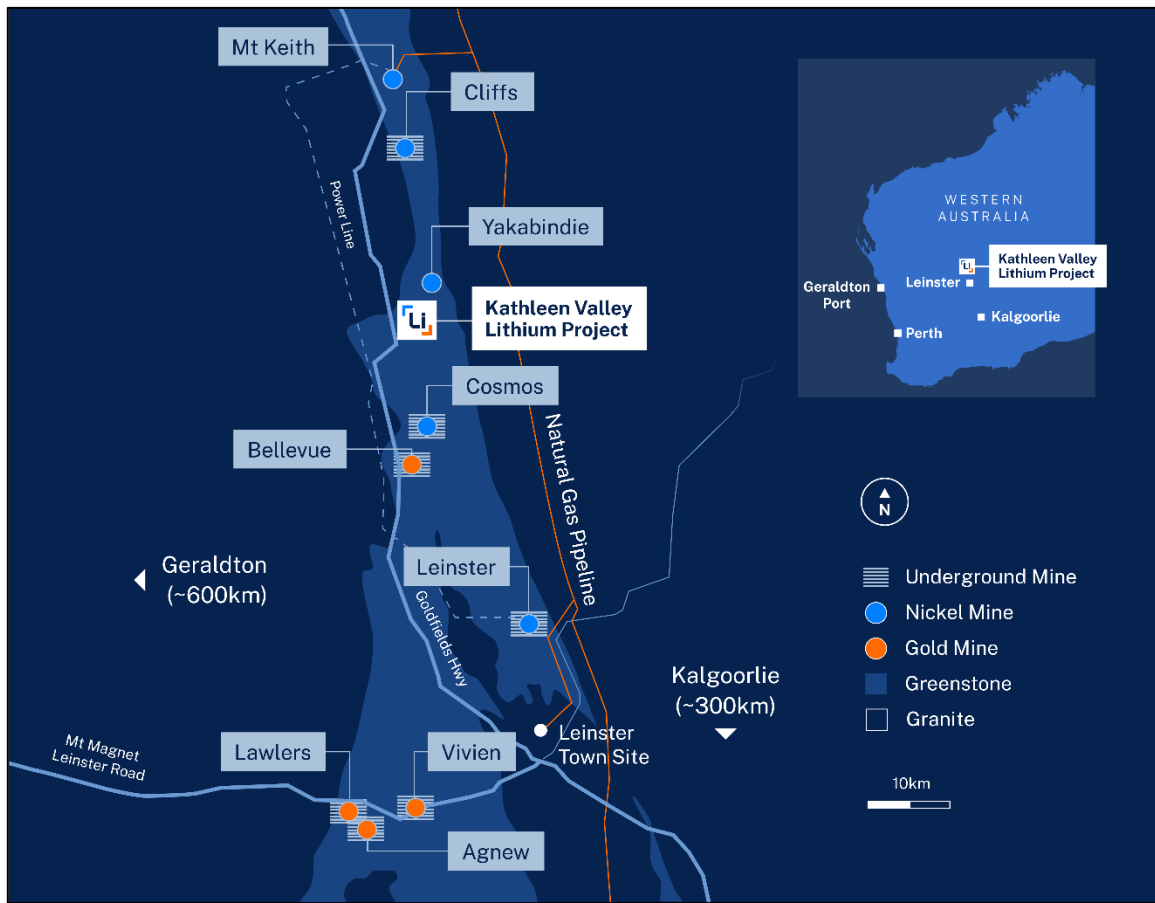 Mt Keith
Cliffs
Power Line
Yakabindie
Li
Kathleen Valley
Lithium Project
Cosmos
Bellevue
Natural Gas Pipeline
Geraldton
(~600km)
Leinster
Goldfields Hwy
Kalgoorlie
(~300km)
Leinster
Town Site
Mt Magnet
Leinster Road
Lawlers
Vivien
Agnew
WESTERN
AUSTRALIA
Li
Kathleen Valley
Lithium Project
Geraldton
Port
Leinster
Kalgoorlie
Perth
N
Underground Mine
Nickel Mine
Gold Mine
Greenstone
Granite
10km